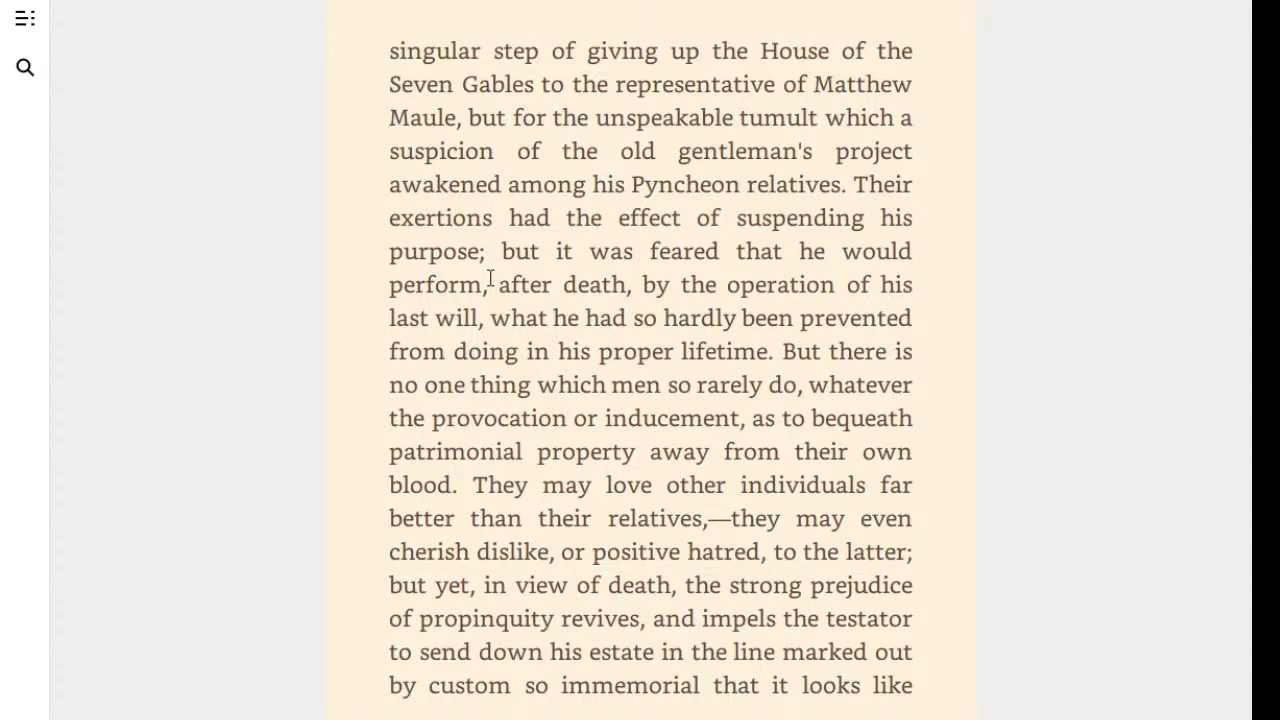 singular step of giving up the House of the
Seven Gables to the representative of Matthew
Maule, but for the unspeakable tumult which a
suspicion of the old gentleman's project
awakened among his Pyncheon relatives. Their
exertions had the effect of suspending his
purpose; but it was feared that he would
perform, after death, by the operation of his
last will, what he had so hardly been prevented
from doing in his proper lifetime. But there is
no one thing which men so rarely do, whatever
the provocation or inducement, as to bequeath
patrimonial property away from their own
blood. They may love other individuals far
better than their relatives,—they may even
cherish dislike, or positive hatred, to the latter;
but yet, in view of death, the strong prejudice
of propinquity revives, and impels the testator
to send down his estate in the line marked out
by custom so immemorial that it looks like